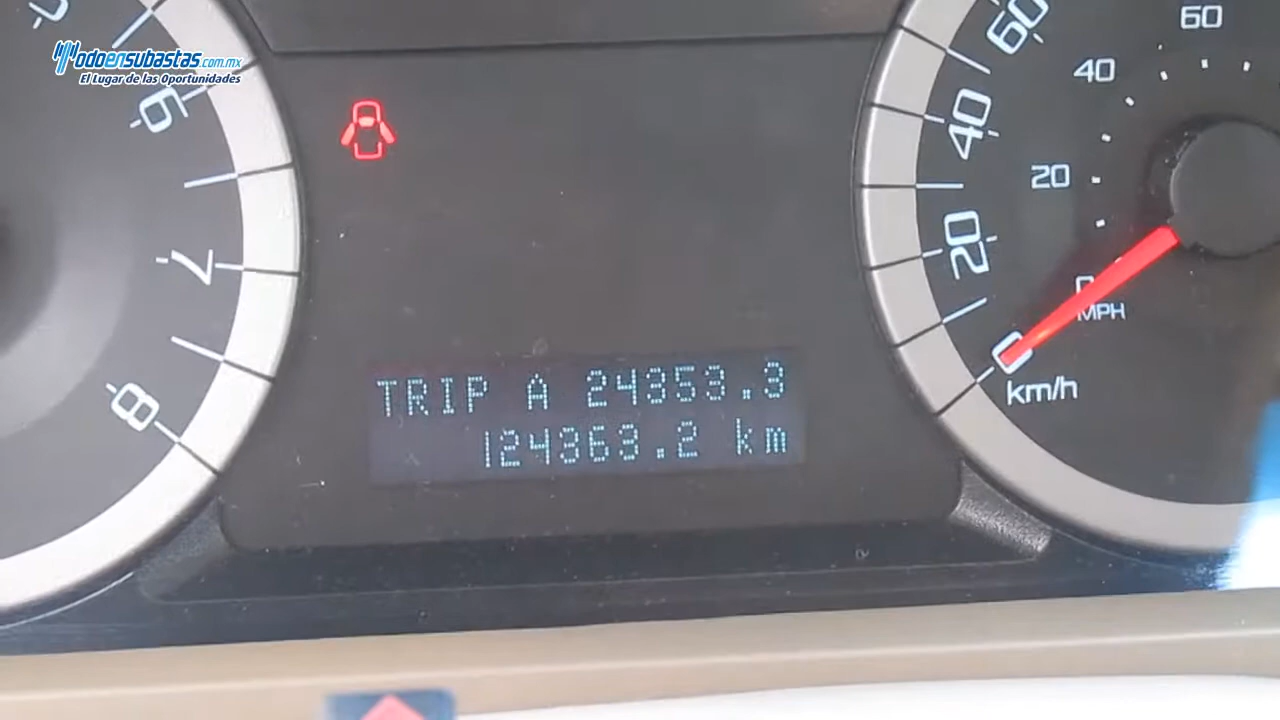 Modoensubastas.com.mx
El Lugar de las Oportunidades
6
7
8
TRIP A 24353.3
124363.2 km
60
40
20
0
km/h
60
40
20
0
MPH